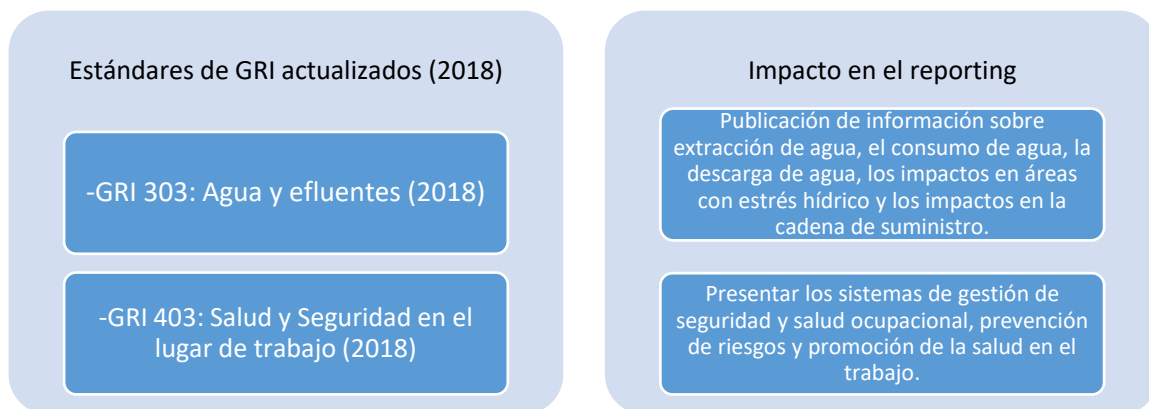 Estándares de GRI actualizados (2018)
-GRI 303: Agua y efluentes (2018)
-GRI 403: Salud y Seguridad en el
lugar de trabajo (2018)
Impacto en el reporting
Publicación de información sobre
extracción de agua, el consumo de agua, la
descarga de agua, los impactos en áreas
con estrés hídrico y los impactos en la
cadena de suministro.
Presentar los sistemas de gestión de
seguridad y salud ocupacional, prevención
de riesgos y promoción de la salud en el
trabajo.